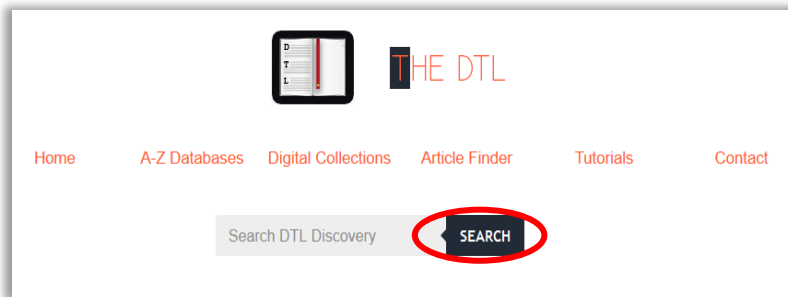 D
T
L
THE DTL
Home A-Z Databases Digital Collections Article Finder Tutorials Contact
Search DTL Discovery SEARCH